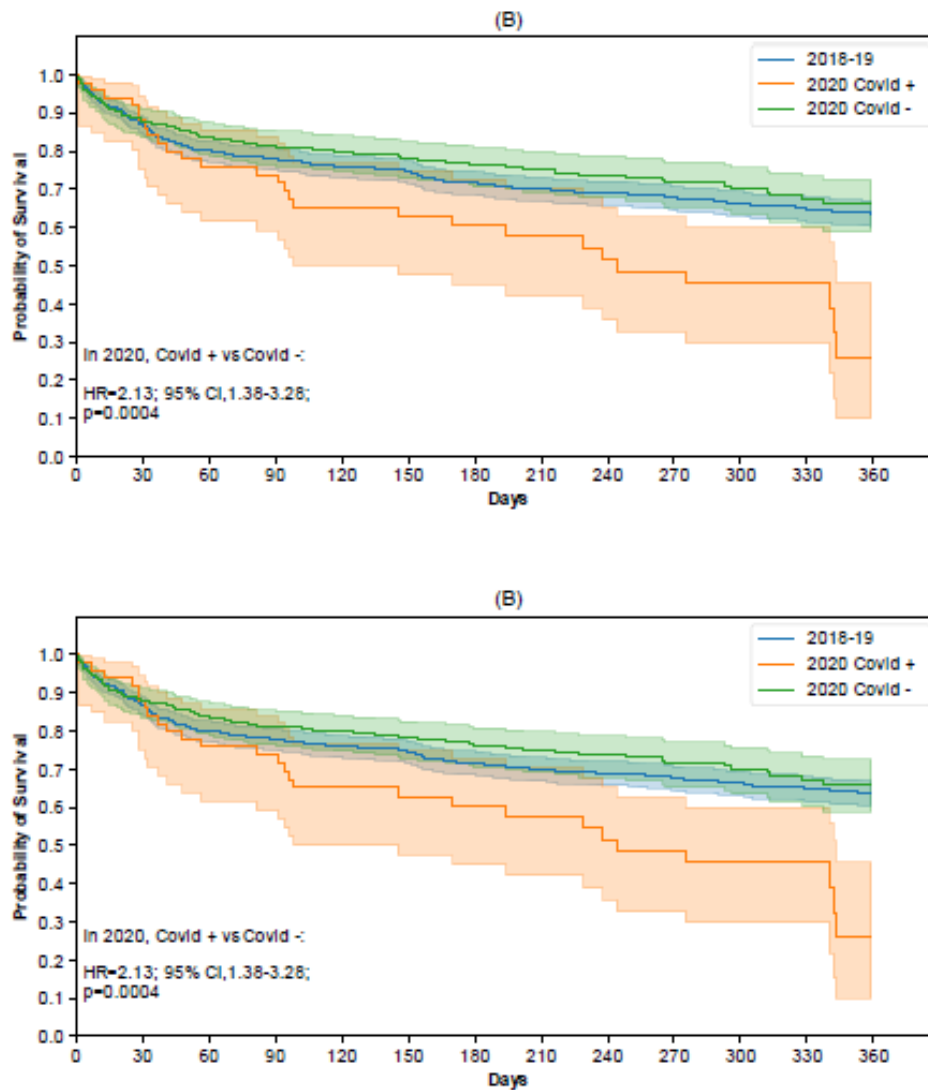 (B)
2018-19
2020 Covid +
2020 Covid -
1.0
0.9
0.8
0.7
0.6
0.5
0.4
0.3
0.2
0.1
0.0
Probability of Survival
In 2020, Covid + vs Covid -:
HR=2.13; 95% CI,1.38-3.28;
p=0.0004
0 30 60 90 120 150 180 210 240 270 300 330 360
Days
(B)
2018-19
2020 Covid +
2020 Covid -
1.0
0.9
0.8
0.7
0.6
0.5
0.4
0.3
0.2
0.1
0.0
Probability of Survival
In 2020, Covid + vs Covid -:
HR=2.13; 95% CI,1.38-3.28;
p=0.0004
0 30 60 90 120 150 180 210 240 270 300 330 360
Days